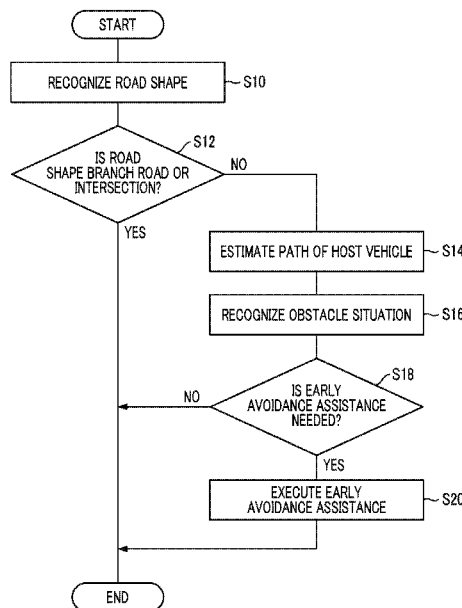 START
RECOGNIZE ROAD SHAPE
S10
S12
IS ROAD
SHAPE BRANCH ROAD OR
INTERSECTION?
NO
YES
ESTIMATE PATH OF HOST VEHICLE
S14
RECOGNIZE OBSTACLE SITUATION
S16
S18
IS EARLY
AVOIDANCE ASSISTANCE
NEEDED?
NO
YES
EXECUTE EARLY
AVOIDANCE ASSISTANCE
S20
END